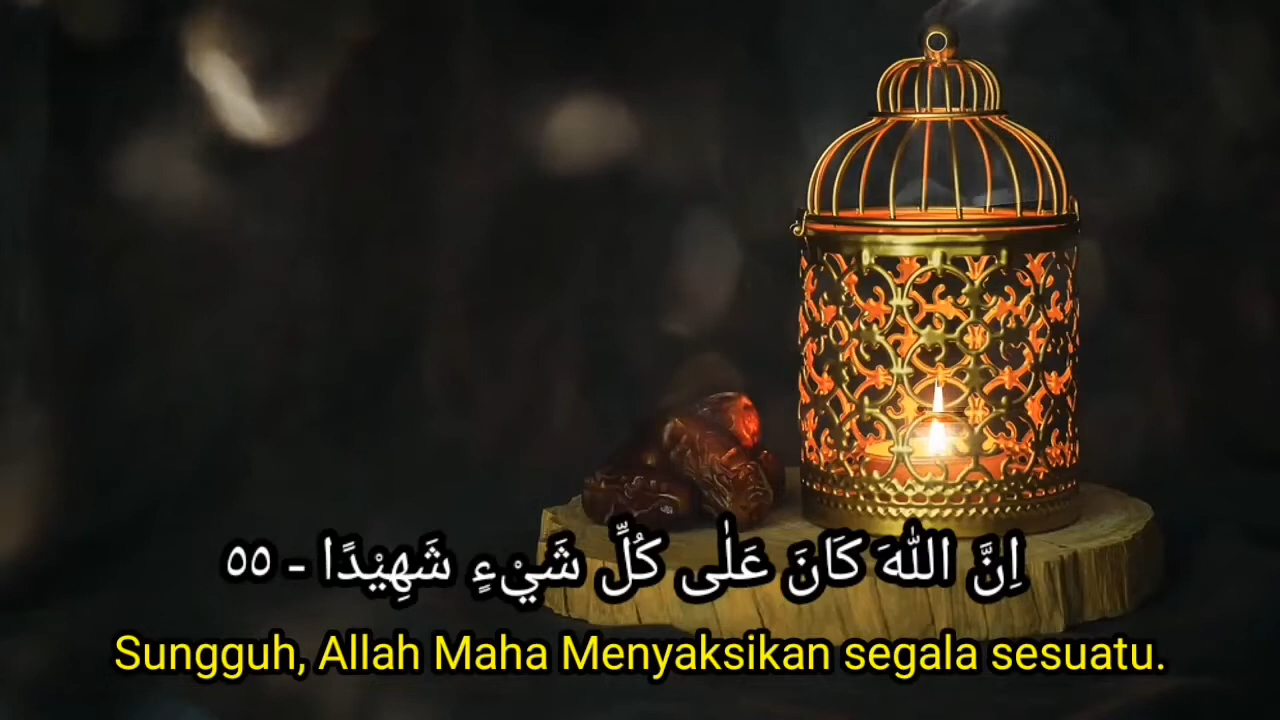 اِنَّ اللّٰهَ كَانَ عَلٰى كُلِّ شَيْءٍ شَهِيْدًا - ٥٥
Sungguh, Allah Maha Menyaksikan segala sesuatu.